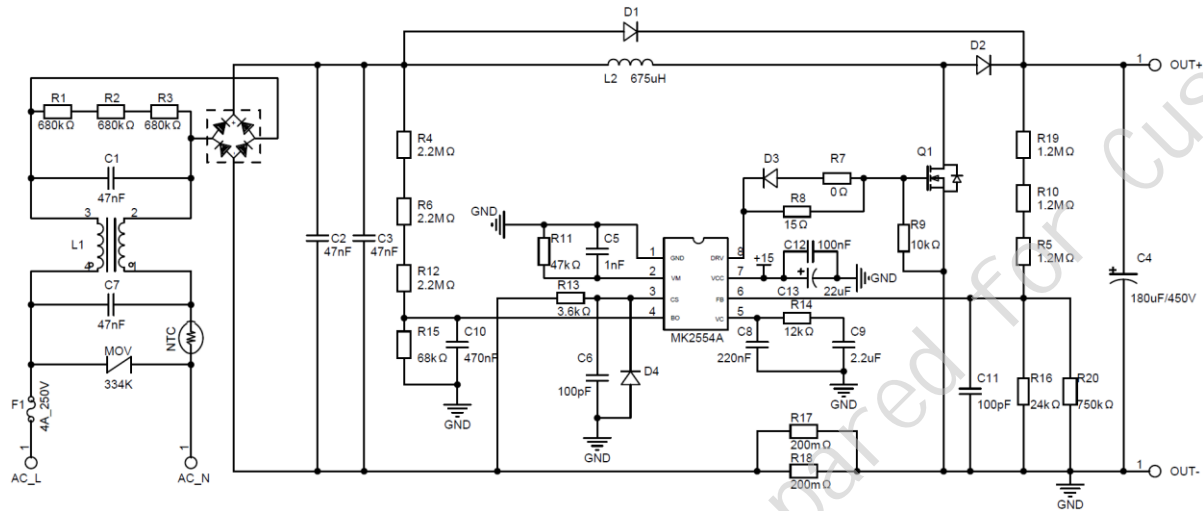 D1
D2
1
OUT+
L2 675uH
R1
R2
R3
680kΩ
680kΩ
680kΩ
R4
2.2MΩ
R19
1.2MΩ
C1
47nF
D3
R7
0Ω
Q1
R6
2.2MΩ
R8
15Ω
R10
1.2MΩ
3
2
L1
4
1
GND
R11
47kΩ
C5
1nF
R9
10kΩ
C2
47nF
C3
47nF
C12
100nF
+15
GND
R5
1.2MΩ
C4
180uF/450V
R12
2.2MΩ
1
GND
DRV
8
2
VM
VCC
7
3
CS
FB
6
4
BO
VC
5
MK2554A
C13
22uF
R13
3.6kΩ
R14
12kΩ
C7
47nF
NTC
R15
68kΩ
C10
470nF
C8
220nF
C9
2.2uF
C6
100pF
D4
MOV
334K
C11
100pF
R16
24kΩ
R20
750kΩ
F1
4A_250V
GND
GND
GND
R17
200mΩ
R18
200mΩ
1
AC_L
1
AC_N
1
OUT-
GND
pared for Cus